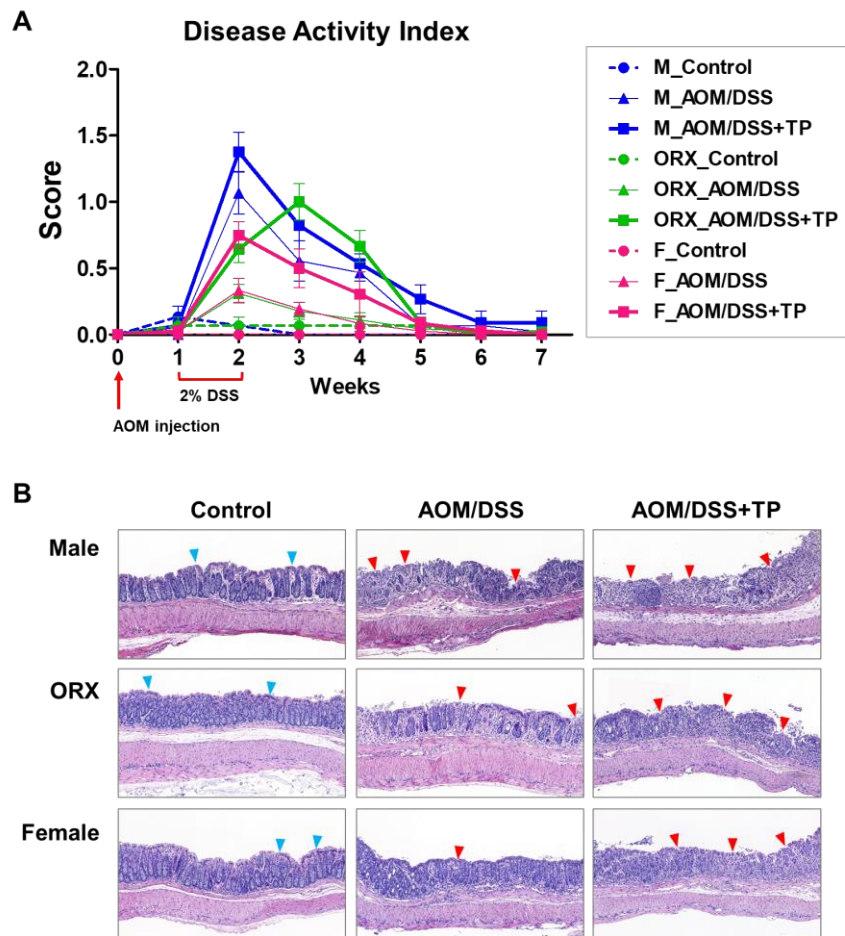 A
Disease Activity Index
2.0
1.5
1.0
0.5
0.0
Score
0 1 2 3 4 5 6 7
Weeks
2% DSS
AOM injection
M_Control
M_AOM/DSS
M_AOM/DSS+TP
ORX_Control
ORX_AOM/DSS
ORX_AOM/DSS+TP
F_Control
F_AOM/DSS
F_AOM/DSS+TP
B
Control AOM/DSS AOM/DSS+TP
Male
ORX
Female